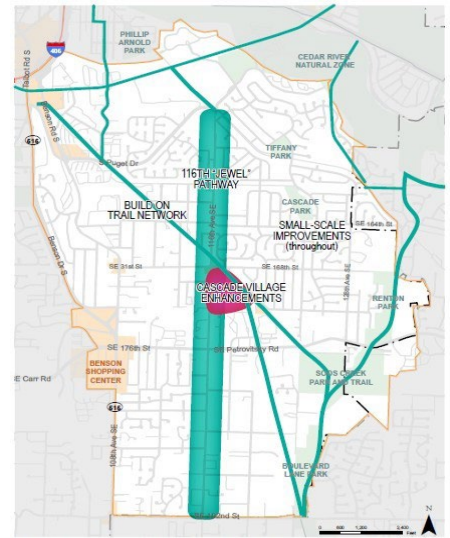 PHILLIP
ARNOLD
PARK
405
Talbot Rd S
CEDAR RIVER
NATURAL ZONE
Benson Rd S
515
S Puget Dr
TIFFANY
PARK
116TH "JEWEL"
PATHWAY
BUILD ON
TRAIL NETWORK
116th Ave SE
CASCADE
PARK
SMALL-SCALE
IMPROVEMENTS
(throughout)
SE 164th St
Benson Dr S
SE 31st St
SE 168th St
CASCADE VILLAGE
ENHANCEMENTS
RENTON
PARK
SE 176th St
SE Petrovitsky Rd
BENSON
SHOPPING
CENTER
SOOS CREEK
PARK AND TRAIL
SE Carr Rd
515
108th Ave SE
BOULEVARD
LANE PARK
SE 192nd St
N
0
2,400
Feet